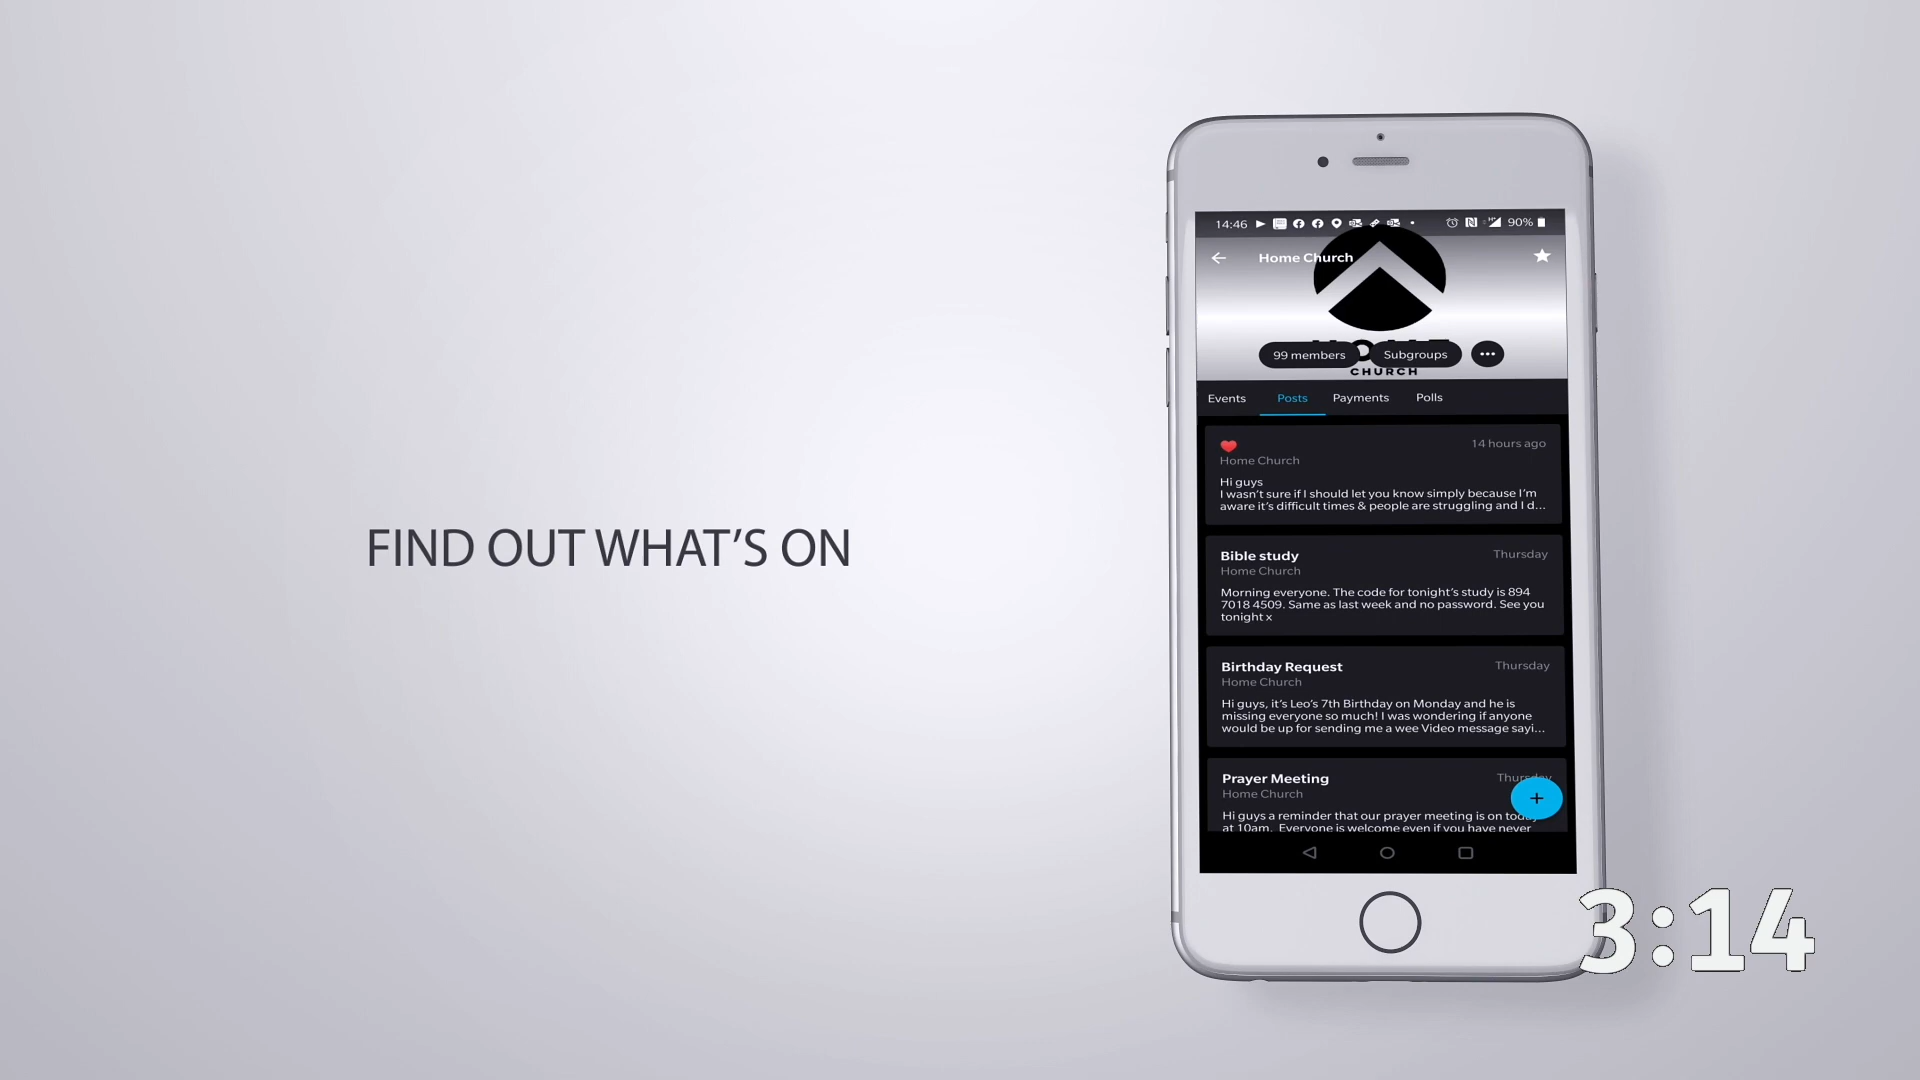 FIND OUT WHAT'S ON
14:46
90%
Home Church
CHURCH
99 members
Subgroups
Events
Posts
Payments
Polls
14 hours ago
Home Church
Hi guys
I wasn't sure if I should let you know simply because I'm
aware it's difficult times & people are struggling and I d...
Bible study
Thursday
Home Church
Morning everyone. The code for tonight's study is 894
7018 4509. Same as last week and no password. See you
tonight x
Birthday Request
Thursday
Home Church
Hi guys, it's Leo's 7th Birthday on Monday and he is
missing everyone so much! I was wondering if anyone
would be up for sending me a wee Video message sayi...
Prayer Meeting
Thursday
Home Church
Hi guys a reminder that our prayer meeting is on today
at 10am. Everyone is welcome even if you have never
3:14